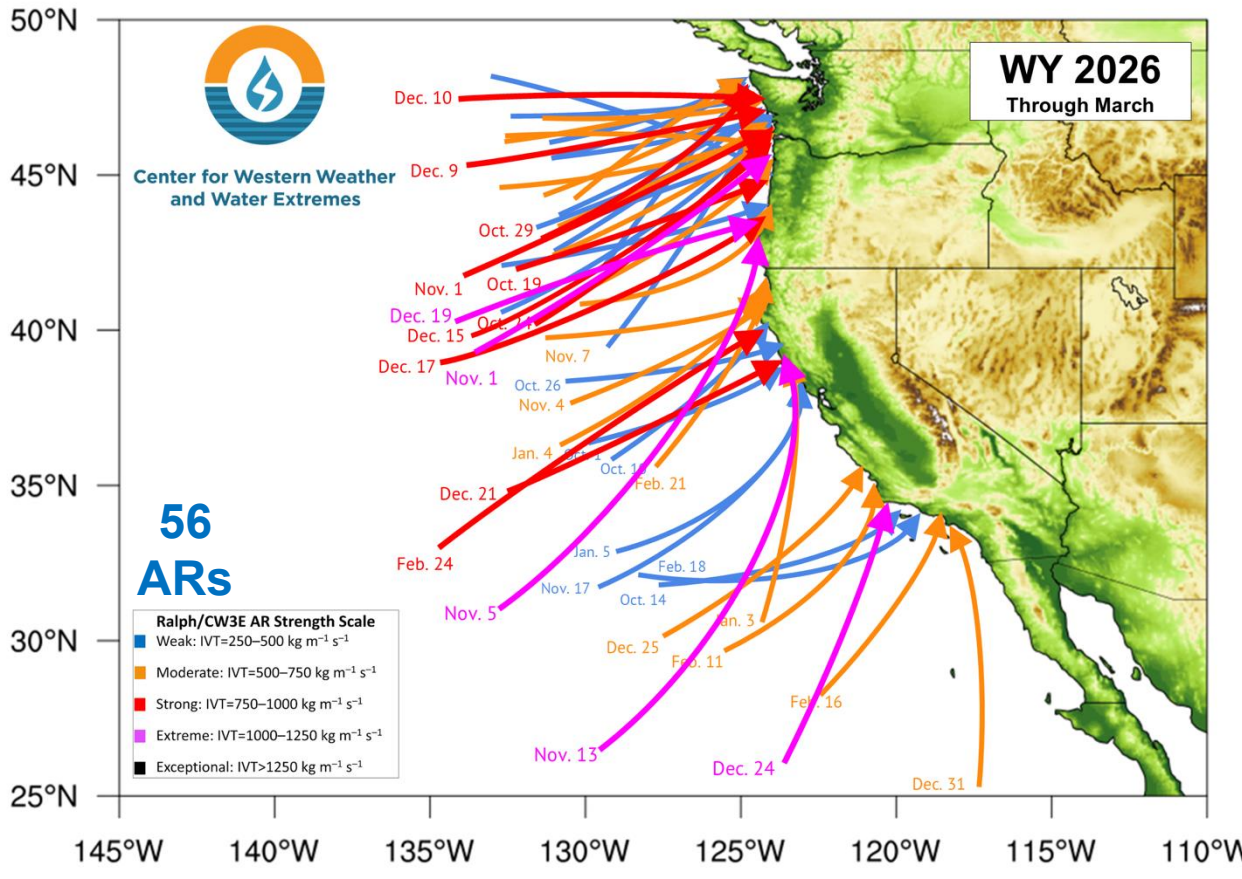 50°N
45°N
40°N
35°N
30°N
25°N
145°W
140°W
135°W
130°W
125°W
120°W
115°W
110°W
Center for Western Weather
and Water Extremes
WY 2026
Through March
Dec. 10
Dec. 9
Oct. 29
Nov. 1
Oct. 19
Dec. 19
Dec. 15
Oct. 24
Dec. 17
Nov. 1
Nov. 7
Oct. 26
Nov. 4
Jan. 4
Oct. 1
Oct. 10
Feb. 21
Dec. 21
Feb. 24
Jan. 5
Feb. 18
Nov. 17
Oct. 14
Nov. 5
Jan. 3
Dec. 25
Feb. 11
Feb. 16
Nov. 13
Dec. 24
Dec. 31
56
ARs
Ralph/CW3E AR Strength Scale
Weak: IVT=250–500 kg m⁻¹ s⁻¹
Moderate: IVT=500–750 kg m⁻¹ s⁻¹
Strong: IVT=750–1000 kg m⁻¹ s⁻¹
Extreme: IVT=1000–1250 kg m⁻¹ s⁻¹
Exceptional: IVT>1250 kg m⁻¹ s⁻¹